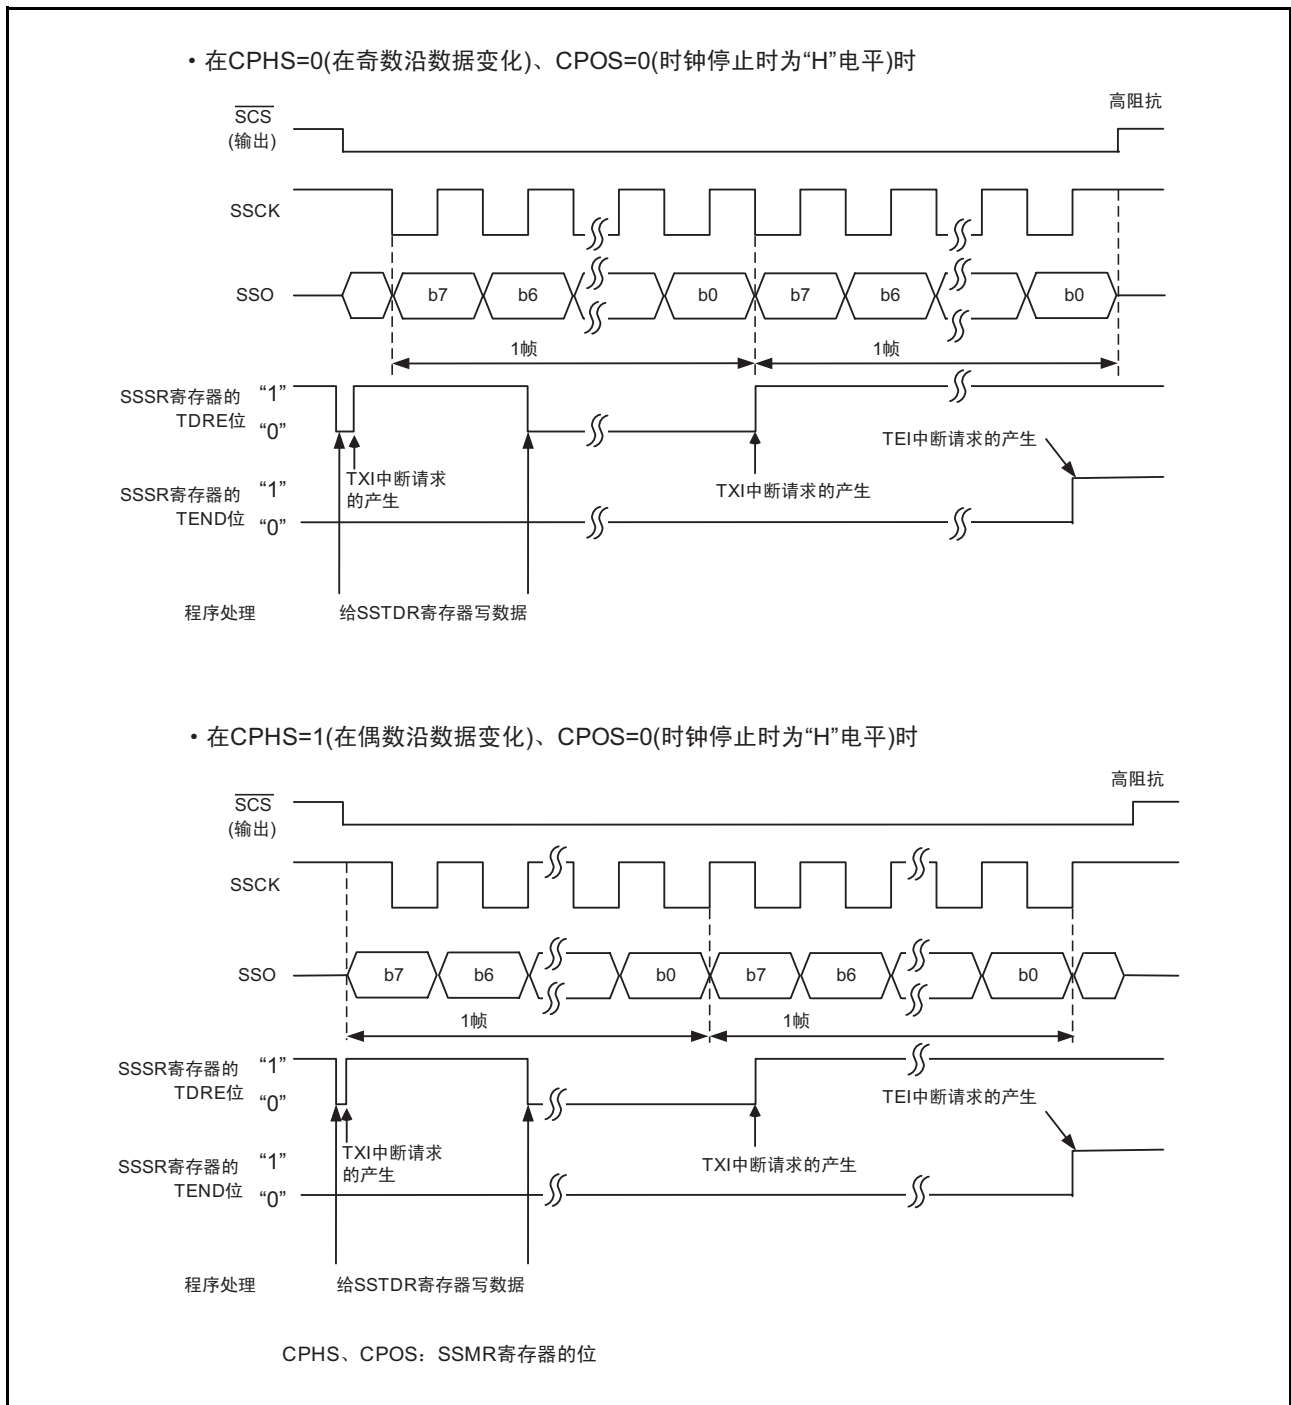 •在CPHS=0(在奇数沿数据变化)、CPOS=0(时钟停止时为“H”电平)时
高阻抗
SCS
(输出)
SSCK
SSO
b7
b6
b0
b7
b6
b0
1帧
1帧
SSSR寄存器的
TDRE位
“1”
“0”
TEI中断请求的产生
TXI中断请求
的产生
TXI中断请求的产生
SSSR寄存器的
TEND位
“1”
“0”
程序处理
给SSTDR寄存器写数据
•在CPHS=1(在偶数沿数据变化)、CPOS=0(时钟停止时为“H”电平)时
高阻抗
SCS
(输出)
SSCK
SSO
b7
b6
b0
b7
b6
b0
1帧
1帧
SSSR寄存器的
TDRE位
“1”
“0”
TEI中断请求的产生
TXI中断请求
的产生
TXI中断请求的产生
SSSR寄存器的
TEND位
“1”
“0”
程序处理
给SSTDR寄存器写数据
CPHS、CPOS：SSMR寄存器的位